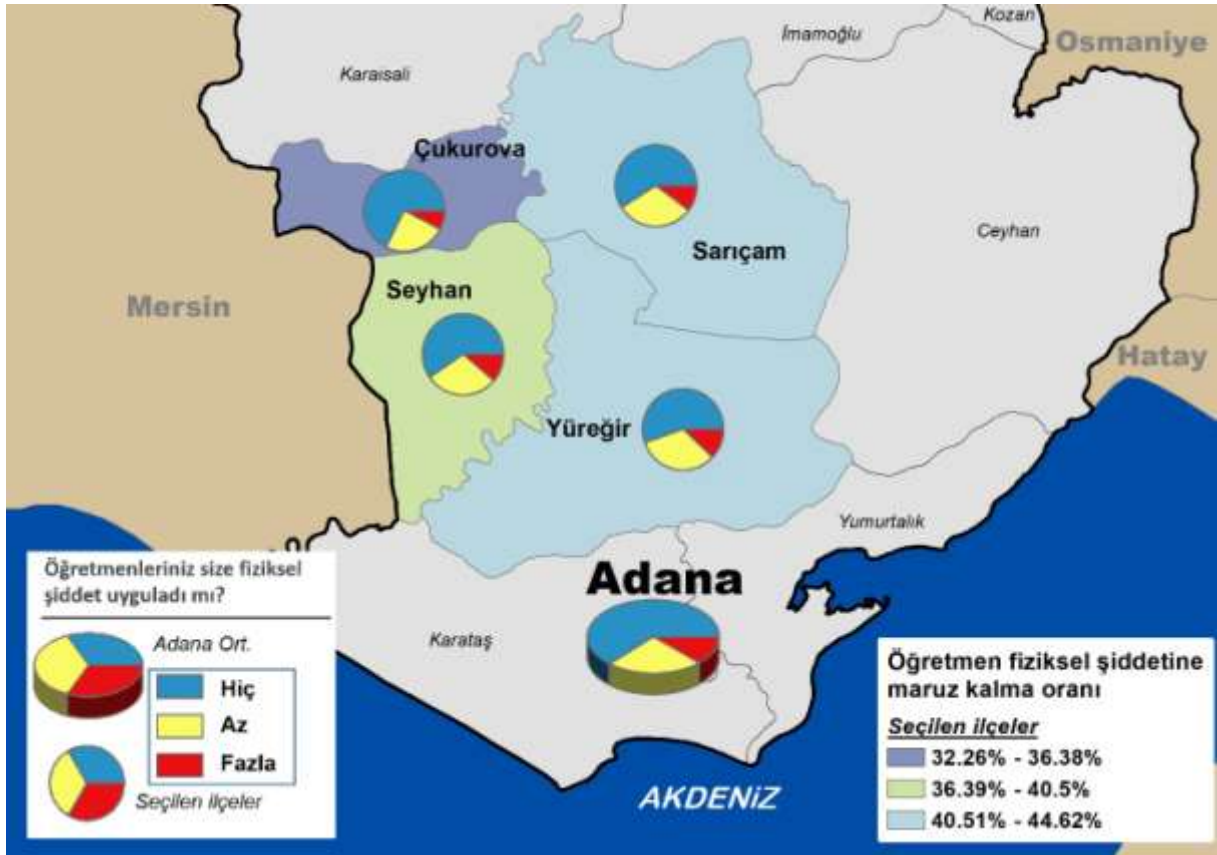 Kozan
İmamoğlu
Osmaniye
Karaisali
Çukurova
Sarıçam
Ceyhan
Seyhan
Mersin
Hatay
Yüreğir
Yumurtalık
Adana
Karataş
AKDENİZ
Öğretmenleriniz size fiziksel
şiddet uyguladı mı?
Adana Ort.
Hiç
Az
Fazla
Seçilen ilçeler
Öğretmen fiziksel şiddetine
maruz kalma oranı
Seçilen ilçeler
32.26% - 36.38%
36.39% - 40.5%
40.51% - 44.62%